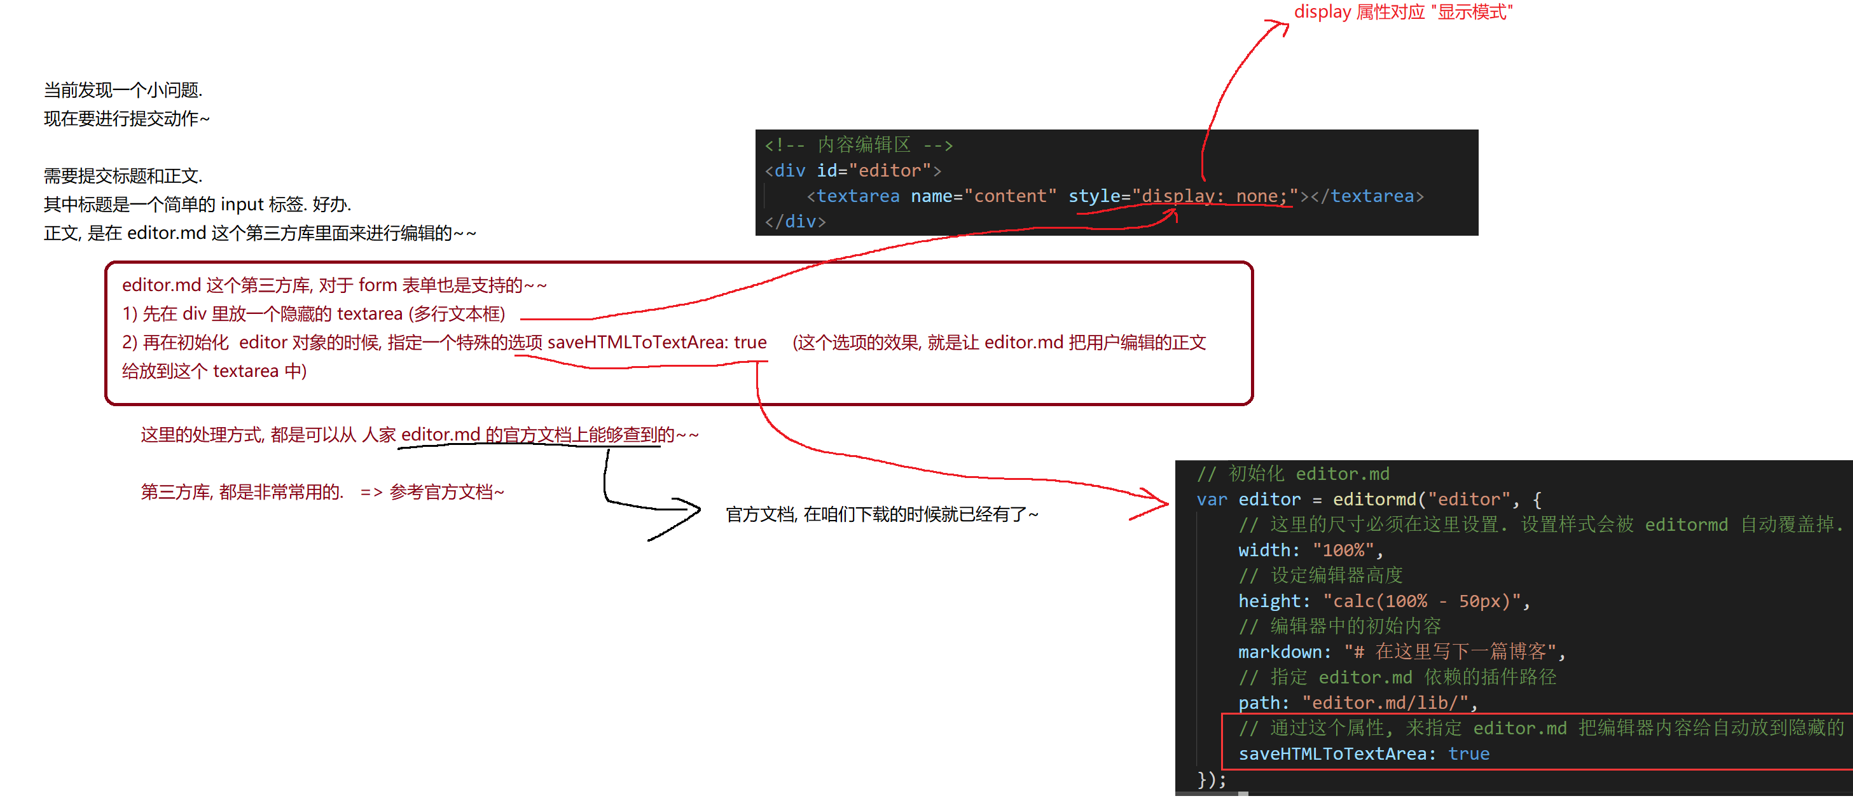 display 属性对应 "显示模式"
当前发现一个小问题.
现在要进行提交动作~
需要提交标题和正文.
其中标题是一个简单的 input 标签. 好办.
正文, 是在 editor.md 这个第三方库里面来进行编辑的~~
<!-- 内容编辑区 -->
<div id="editor">
<textarea name="content" style="display: none;"></textarea>
</div>
editor.md 这个第三方库, 对于 form 表单也是支持的~~
1) 先在 div 里放一个隐藏的 textarea (多行文本框)
2) 再在初始化 editor 对象的时候, 指定一个特殊的选项 saveHTMLToTextArea: true (这个选项的效果, 就是让 editor.md 把用户编辑的正文
给放到这个 textarea 中)
这里的处理方式, 都是可以从 人家 editor.md 的官方文档上能够查到的~~
第三方库, 都是非常常用的. => 参考官方文档~
官方文档, 在咱们下载的时候就已经有了~
// 初始化 editor.md
var editor = editormd("editor", {
// 这里的尺寸必须在这里设置. 设置样式会被 editormd 自动覆盖掉.
width: "100%",
// 设定编辑器高度
height: "calc(100% - 50px)",
// 编辑器中的初始内容
markdown: "# 在这里写下一篇博客",
// 指定 editor.md 依赖的插件路径
path: "editor.md/lib/",
// 通过这个属性, 来指定 editor.md 把编辑器内容给自动放到隐藏的
saveHTMLToTextArea: true
});